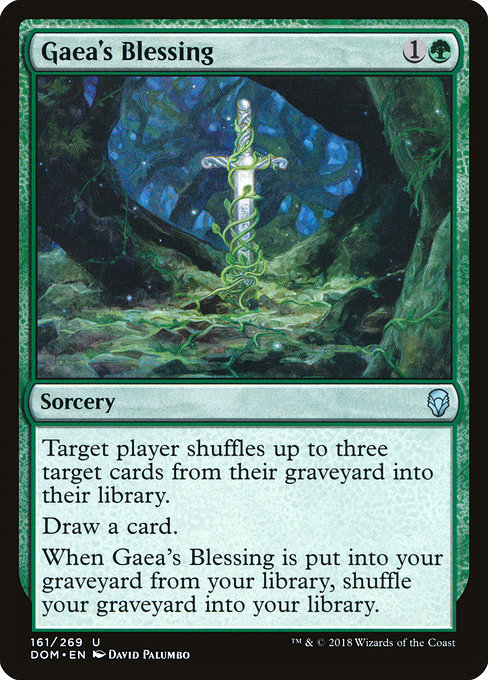 Gaea's Blessing 1
Sorcery
Target player shuffles up to three
target cards from their graveyard into
their library.
Draw a card.
When Gaea's Blessing is put into your
graveyard from your library, shuffle
your graveyard into your library.
161/269 U
™ & © 2018 Wizards of the Coast
DOM • EN David Palumbo